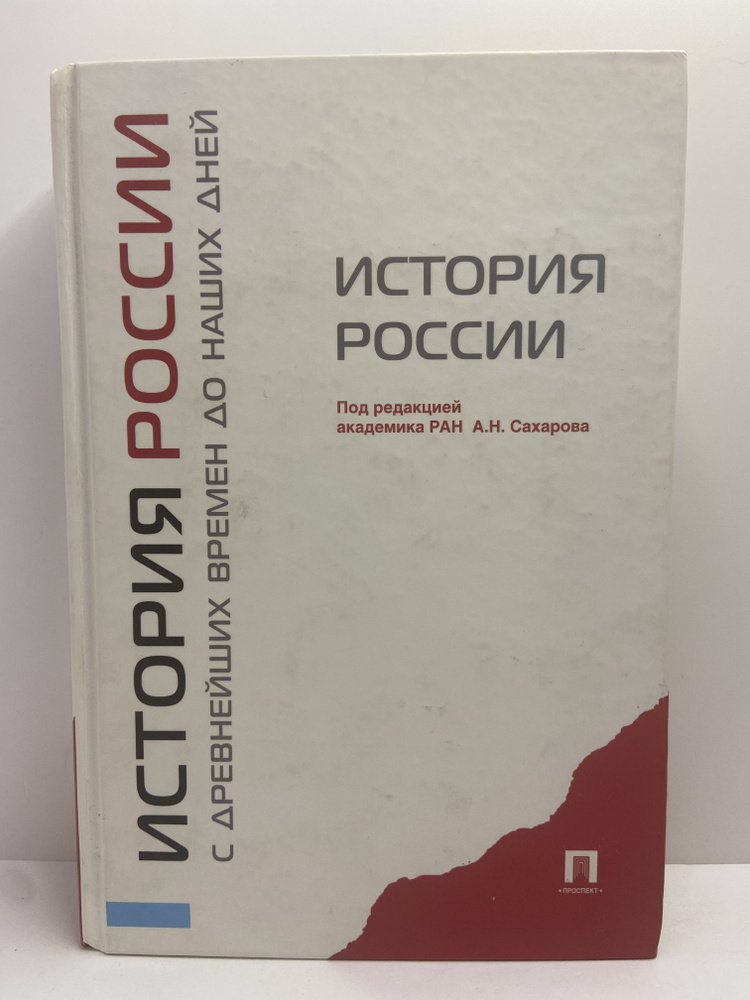 ИСТОРИЯ РОССИИ
С ДРЕВНЕЙШИХ ВРЕМЕН ДО НАШИХ ДНЕЙ
ИСТОРИЯ
РОССИИ
Под редакцией
академика РАН А.Н. Сахарова
• ПРОСПЕКТ •